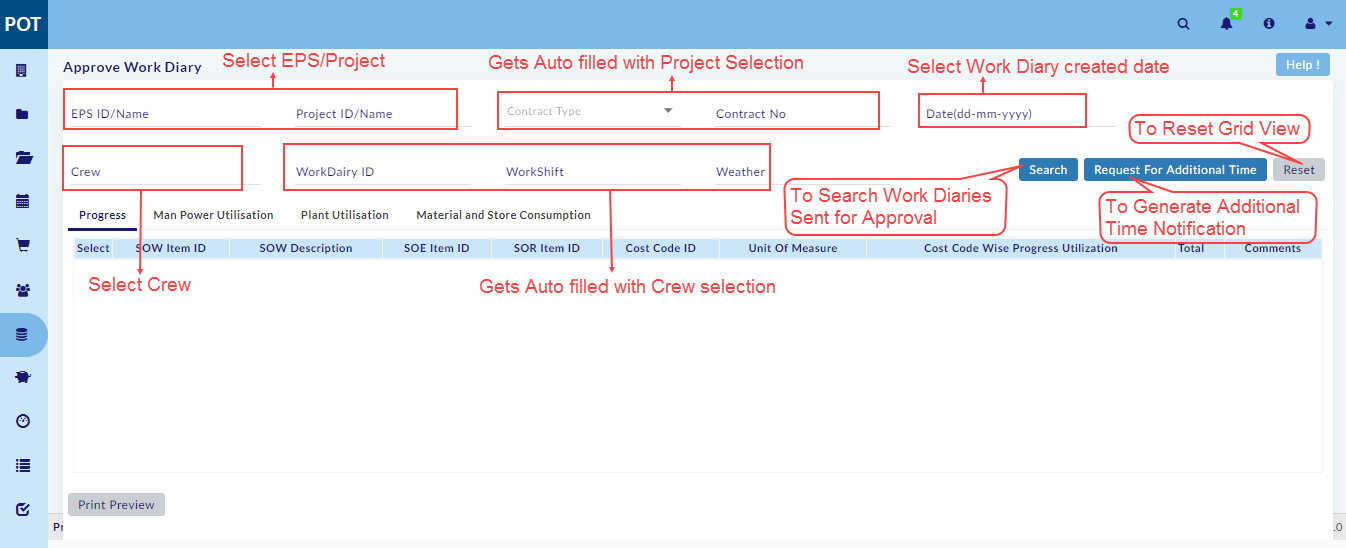 POT
4
Approve Work Diary
Select EPS/Project
Gets Auto filled with Project Selection
Select Work Diary created date
Help !
EPS ID/Name
Project ID/Name
Contract Type
Contract No
Date(dd-mm-yyyy)
To Reset Grid View
Crew
WorkDairy ID
WorkShift
Weather
Search
Request For Additional Time
Reset
To Search Work Diaries
Sent for Approval
To Generate Additional
Time Notification
Progress
Man Power Utilisation
Plant Utilisation
Material and Store Consumption
Select
SOW Item ID
SOW Description
SOE Item ID
SOR Item ID
Cost Code ID
Unit Of Measure
Cost Code Wise Progress Utilization
Total
Comments
Select Crew
Gets Auto filled with Crew selection
Print Preview